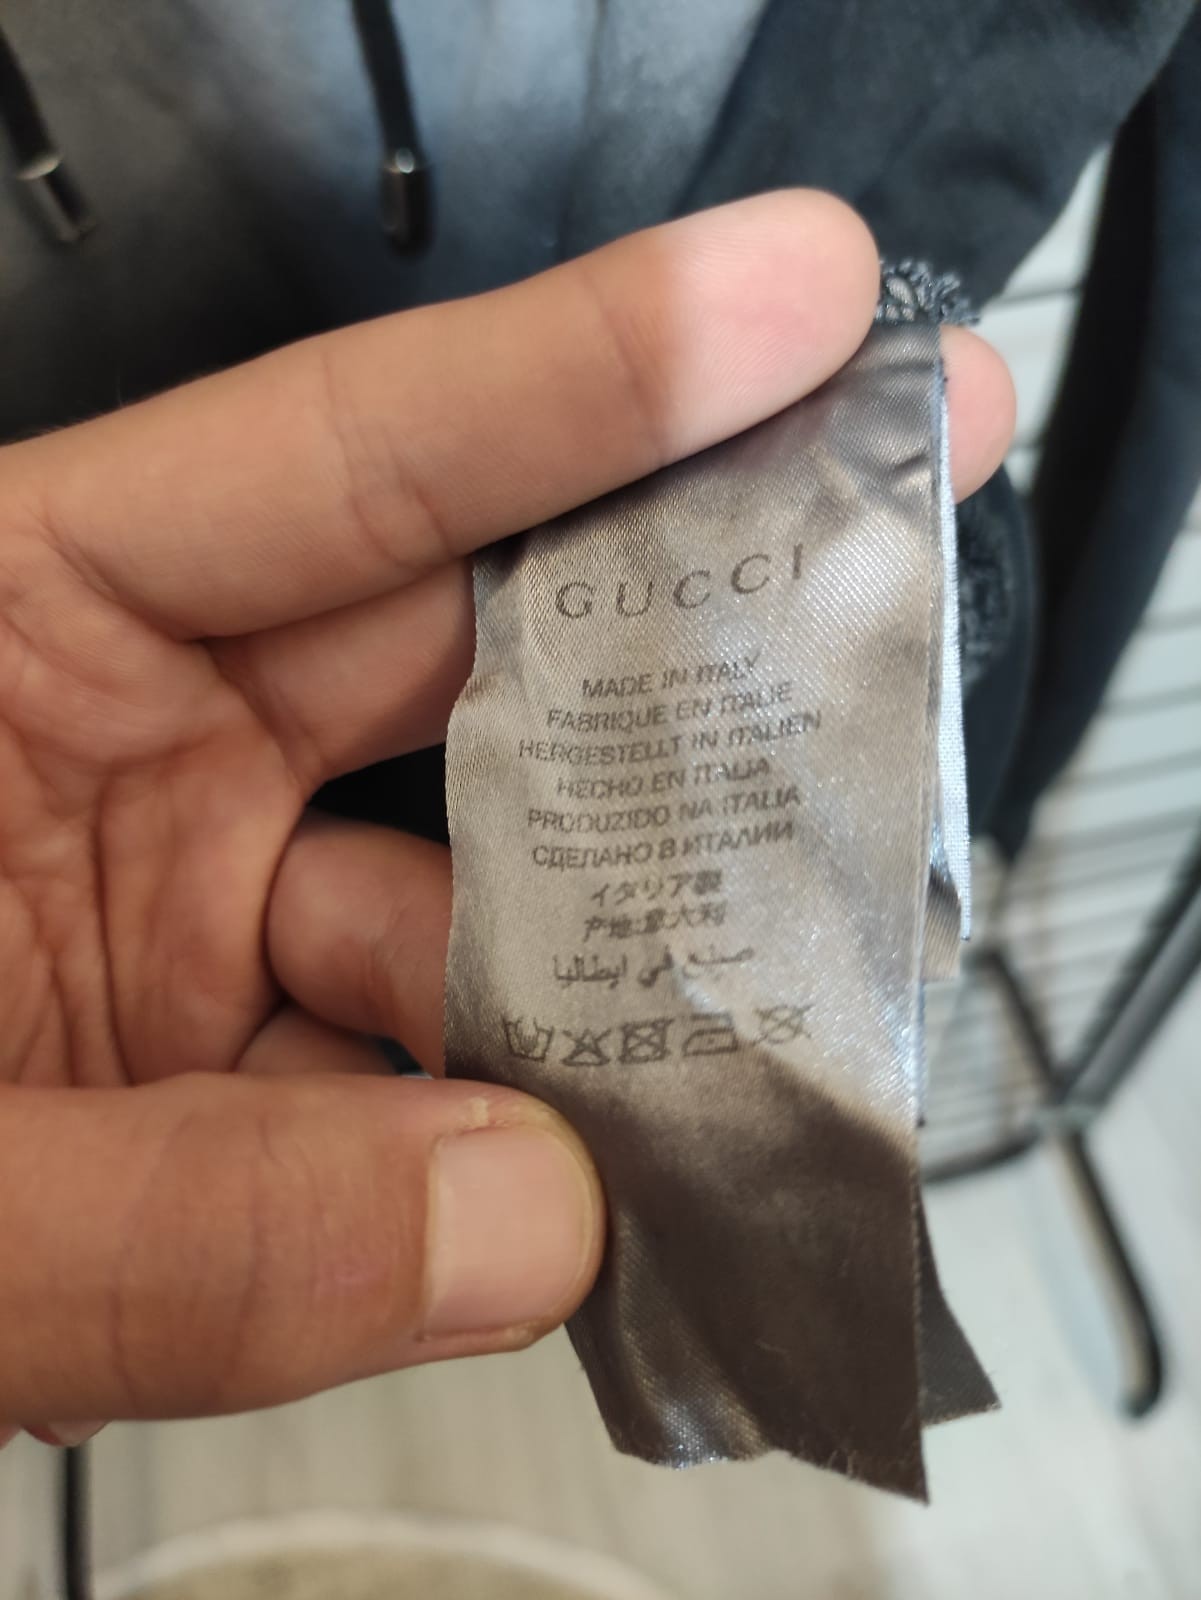 GUCCI
MADE IN ITALY
FABRIQUE EN ITALIE
HERGESTELLT IN ITALIEN
HECHO EN ITALIA
PRODUZIDO NA ITALIA
СДЕЛАНО В ИТАЛИИ
イタリア製
产地意大利
صنع في ايطاليا